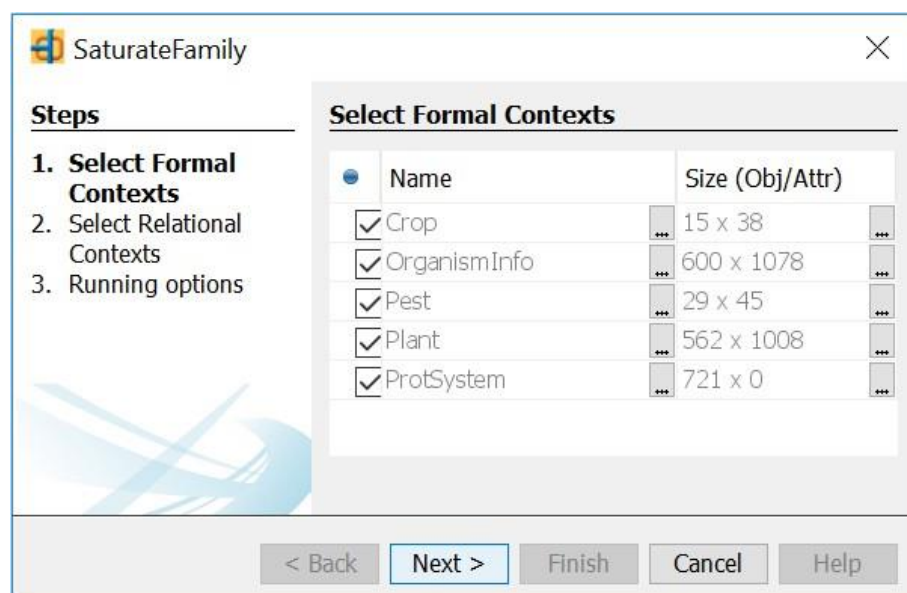 SaturateFamily
Steps
1. Select Formal
Contexts
2. Select Relational
Contexts
3. Running options
Select Formal Contexts
Name Size (Obj/Attr)
Crop ... 15 x 38 ...
OrganismInfo ... 600 x 1078 ...
Pest ... 29 x 45 ...
Plant ... 562 x 1008 ...
ProtSystem ... 721 x 0 ...
< Back Next > Finish Cancel Help